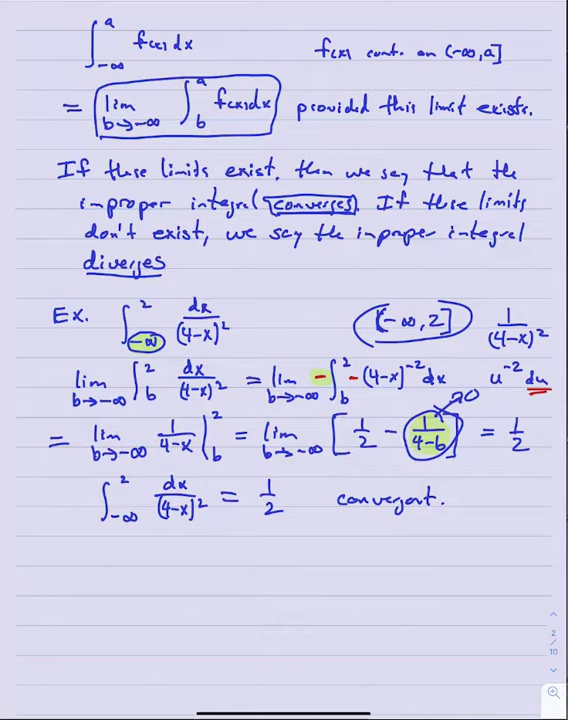 ∫_{-∞}^{a} f(x) dx    f(x) cont. on (-∞, a]
= lim_{b→-∞} ∫_{b}^{a} f(x) dx provided this limit exists.
If these limits exist, then we say that the
improper integral converges. If these limits
don't exist, we say the improper integral
diverges
Ex. ∫_{-∞}^{2} dx/(4-x)²    (-∞, 2]    1/(4-x)²
lim_{b→-∞} ∫_{b}^{2} dx/(4-x)² = lim_{b→-∞} - ∫_{b}^{2} - (4-x)^{-2} dx    u^{-2} du
= lim_{b→-∞} 1/(4-x) |_{b}^{2} = lim_{b→-∞} [ 1/2 - 1/(4-b) ] = 1/2    →0
∫_{-∞}^{2} dx/(4-x)² = 1/2    convergent.
2
/
10